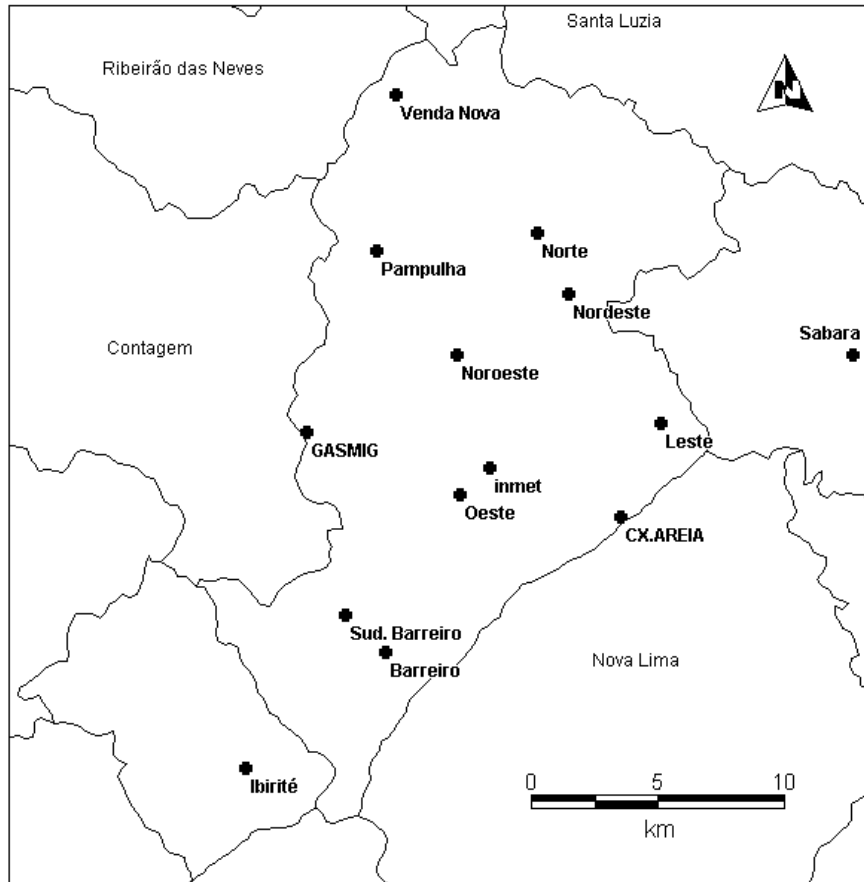 Santa Luzia
Ribeirão das Neves
N
Venda Nova
Norte
Pampulha
Nordeste
Sabara
Contagem
Noroeste
Leste
GASMIG
inmet
Oeste
CX.AREIA
Sud. Barreiro
Nova Lima
Barreiro
Ibirité
0 5 10
km